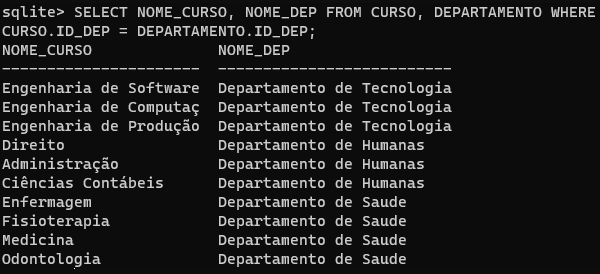 sqlite> SELECT NOME_CURSO, NOME_DEP FROM CURSO, DEPARTAMENTO WHERE
CURSO.ID_DEP = DEPARTAMENTO.ID_DEP;
NOME_CURSO              NOME_DEP
----------------------  --------------------------
Engenharia de Software  Departamento de Tecnologia
Engenharia de Computaç  Departamento de Tecnologia
Engenharia de Produção  Departamento de Tecnologia
Direito                 Departamento de Humanas
Administração           Departamento de Humanas
Ciências Contábeis      Departamento de Humanas
Enfermagem              Departamento de Saude
Fisioterapia            Departamento de Saude
Medicina                Departamento de Saude
Odontologia             Departamento de Saude